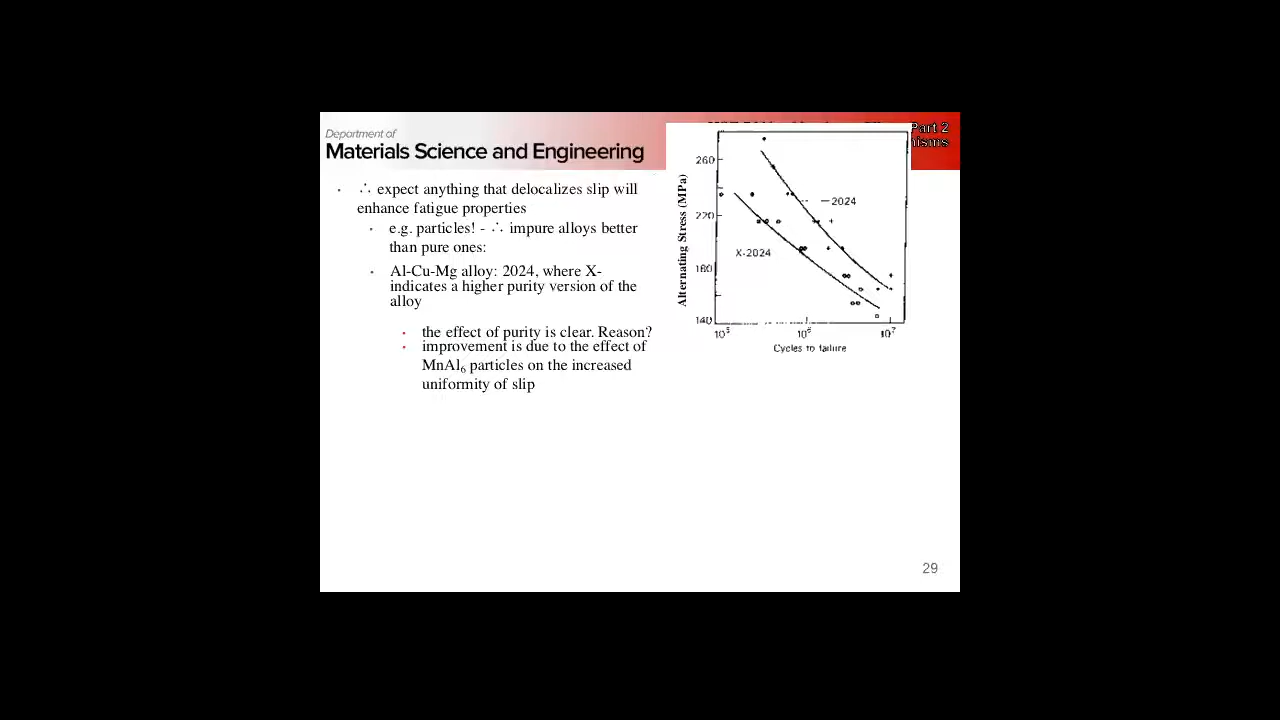 Department of
Materials Science and Engineering
Part 2
∴ expect anything that delocalizes slip will
enhance fatigue properties
e.g. particles! - ∴ impure alloys better
than pure ones:
Al-Cu-Mg alloy: 2024, where X-
indicates a higher purity version of the
alloy
the effect of purity is clear. Reason?
improvement is due to the effect of
MnAl₆ particles on the increased
uniformity of slip
Alternating Stress (MPa)
260
220
180
140
2024
X-2024
10⁵ 10⁶ 10⁷
Cycles to failure
29